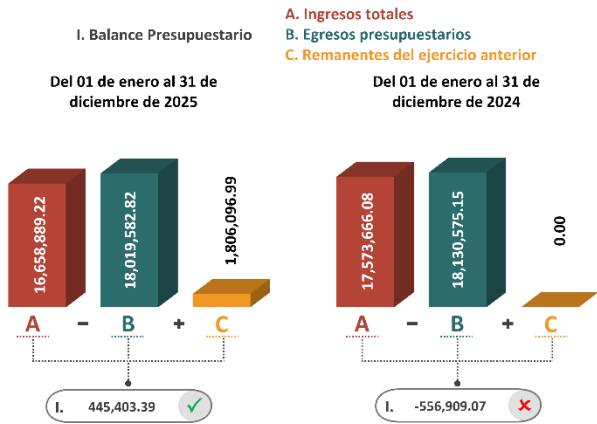 I. Balance Presupuestario
A. Ingresos totales
B. Egresos presupuestarios
C. Remanentes del ejercicio anterior
Del 01 de enero al 31 de
diciembre de 2025
16,658,889.22
18,019,582.82
1,806,096.99
A – B + C
I. 445,403.39 ✓
Del 01 de enero al 31 de
diciembre de 2024
17,573,666.08
18,130,575.15
0.00
A – B + C
I. -556,909.07 ✘